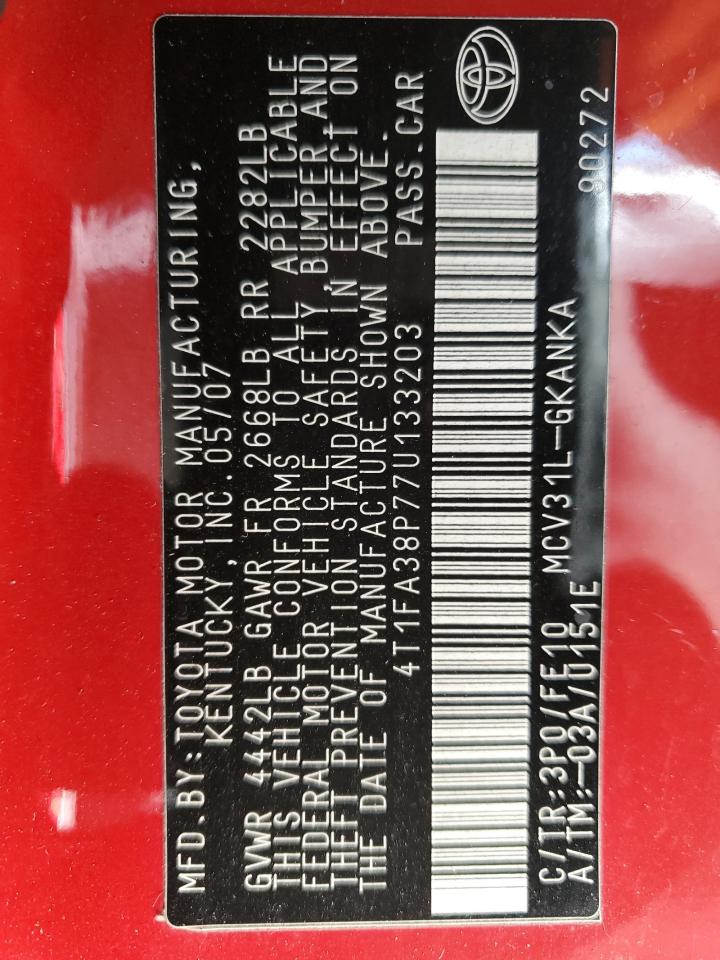 MFD.BY:TOYOTA MOTOR MANUFACTURING,
KENTUCKY, INC.05/07
GVWR 4442LB GAWR FR 2668LB RR 2282LB
THIS VEHICLE CONFORMS TO ALL APPLICABLE
FEDERAL MOTOR VEHICLE SAFETY, BUMPER AND
THEFT PREVENTION STANDARDS IN EFFECT ON
THE DATE OF MANUFACTURE SHOWN ABOVE.
4T1FA38P77U133203 PASS.CAR
C/TR:3P0/FE10 MCV31L-GKANKA
A/TM:-03A/U151E 90272